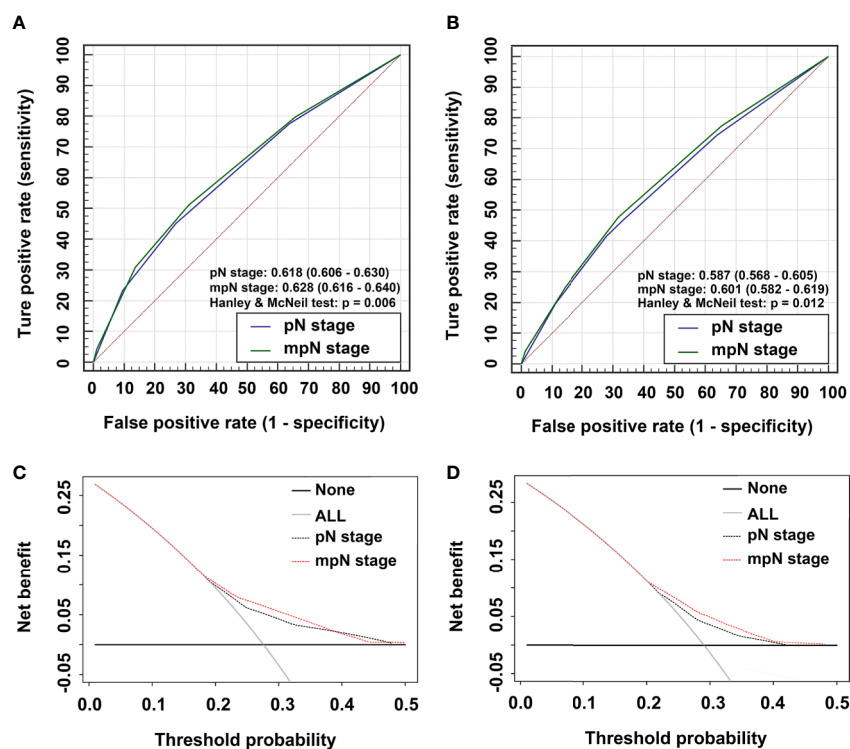 A
Ture positive rate (sensitivity)
100
90
80
70
60
50
40
30
20
10
0
pN stage: 0.618 (0.606 - 0.630)
mpN stage: 0.628 (0.616 - 0.640)
Hanley & McNeil test: p = 0.006
pN stage
mpN stage
0 10 20 30 40 50 60 70 80 90 100
False positive rate (1 - specificity)
B
Ture positive rate (sensitivity)
100
90
80
70
60
50
40
30
20
10
0
pN stage: 0.587 (0.568 - 0.605)
mpN stage: 0.601 (0.582 - 0.619)
Hanley & McNeil test: p = 0.012
pN stage
mpN stage
0 10 20 30 40 50 60 70 80 90 100
False positive rate (1 - specificity)
C
Net benefit
0.25
0.15
0.05
-0.05
None
ALL
pN stage
mpN stage
0.0 0.1 0.2 0.3 0.4 0.5
Threshold probability
D
Net benefit
0.25
0.15
0.05
-0.05
None
ALL
pN stage
mpN stage
0.0 0.1 0.2 0.3 0.4 0.5
Threshold probability